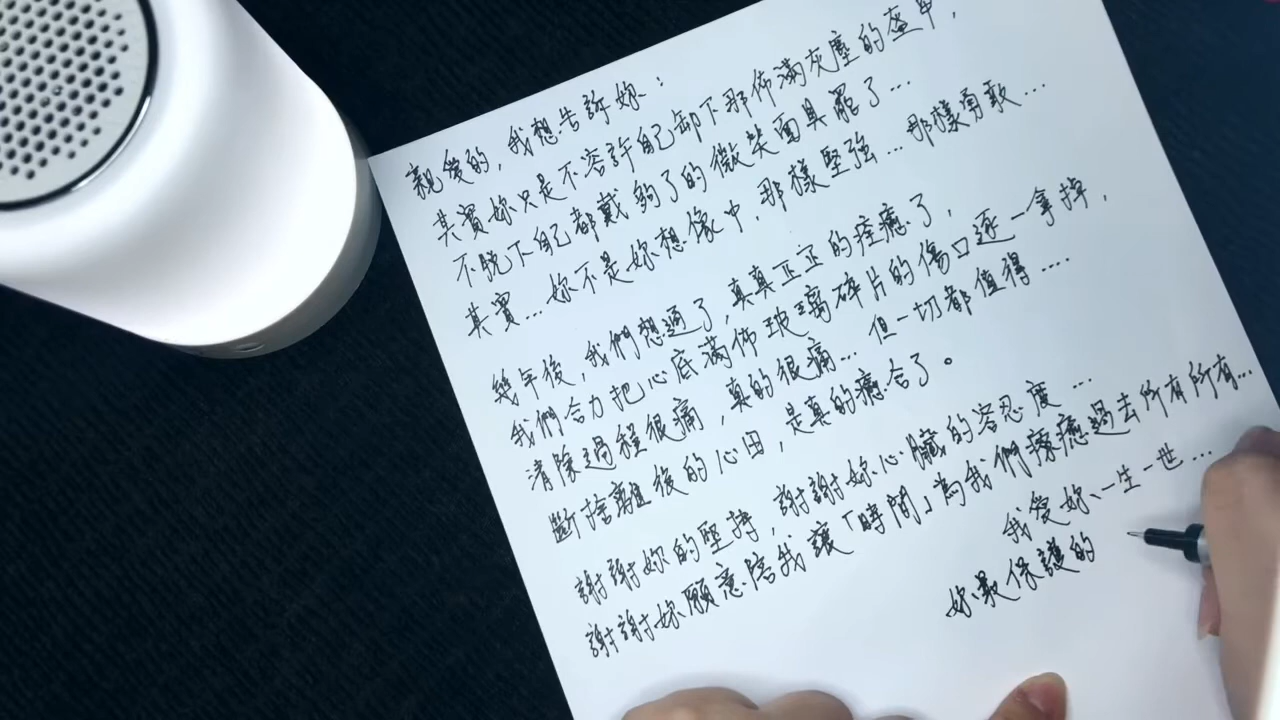 親愛的，我想告訴妳：
其實妳只是不容許自己卸下那佈滿灰塵的盔甲，
不脫下自己都戴夠了的微笑面具罷了…
其實…妳不是妳想像中，那樣堅強…那樣勇敢…
幾年後，我們想通了，真真正正的痊癒了，
我們合力把心底滿佈玻璃碎片的傷口逐一拿掉，
清除過程很痛，真的很痛…但一切都值得….
斷捨離後的心田，是真的癒合了。
謝謝妳的堅持，謝謝妳心臟的容忍度…
謝謝妳願意陪我讓「時間」為我們療癒過去所有所有…
我愛妳、一生一世…
妳最保護的